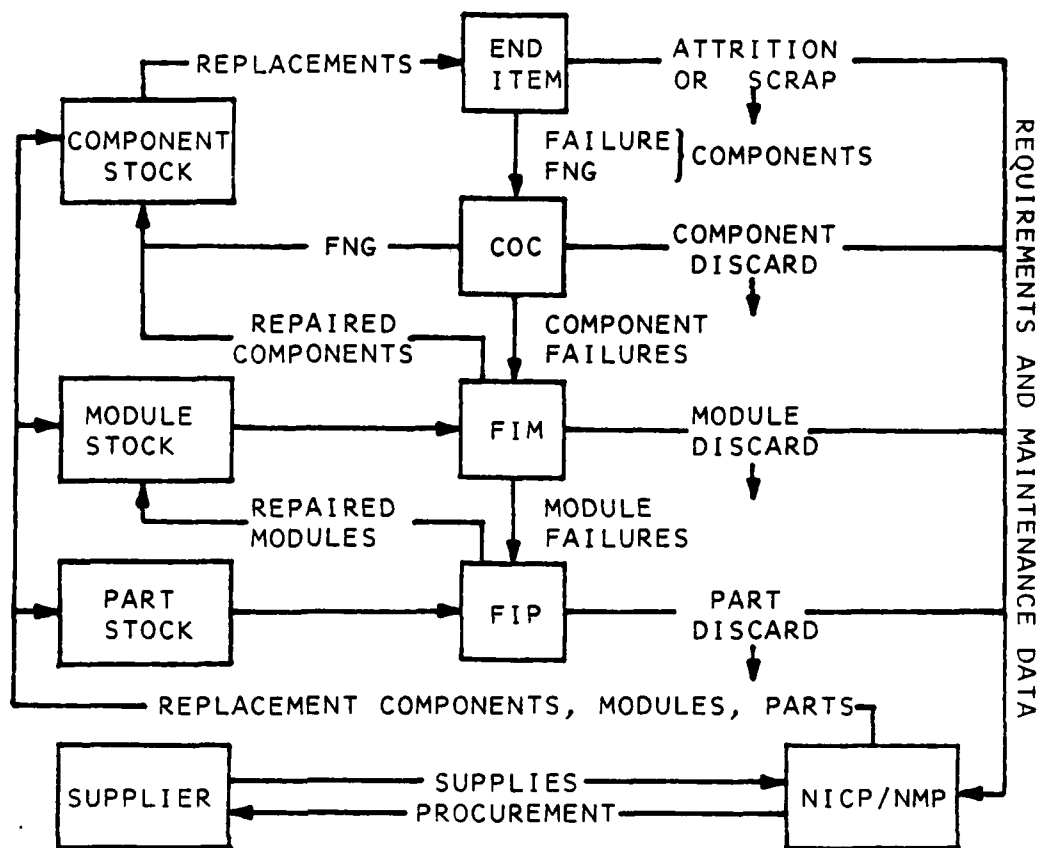 END
ITEM
REPLACEMENTS
ATTRITION
OR SCRAP
COMPONENT
STOCK
FAILURE
FNG
COMPONENTS
FNG
COC
COMPONENT
DISCARD
REPAIRED
COMPONENTS
COMPONENT
FAILURES
MODULE
STOCK
FIM
MODULE
DISCARD
REPAIRED
MODULES
MODULE
FAILURES
PART
STOCK
FIP
PART
DISCARD
REPLACEMENT COMPONENTS, MODULES, PARTS
SUPPLIER
SUPPLIES
PROCUREMENT
NICP/NMP
REQUIREMENTS AND MAINTENANCE DATA